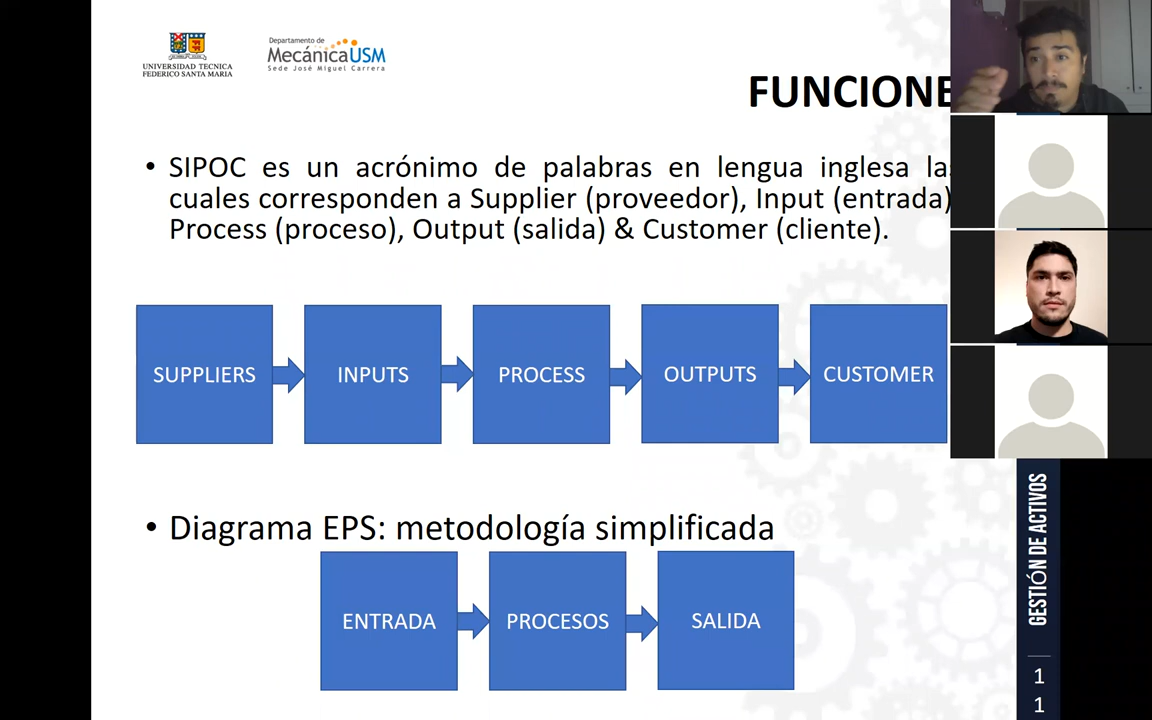 UNIVERSIDAD TECNICA
FEDERICO SANTA MARIA
Departamento de
MecánicaUSM
Sede José Miguel Carrera
FUNCIONE
• SIPOC es un acrónimo de palabras en lengua inglesa la
cuales corresponden a Supplier (proveedor), Input (entrada)
Process (proceso), Output (salida) & Customer (cliente).
SUPPLIERS
INPUTS
PROCESS
OUTPUTS
CUSTOMER
• Diagrama EPS: metodología simplificada
ENTRADA
PROCESOS
SALIDA
GESTIÓN DE ACTIVOS
1
1